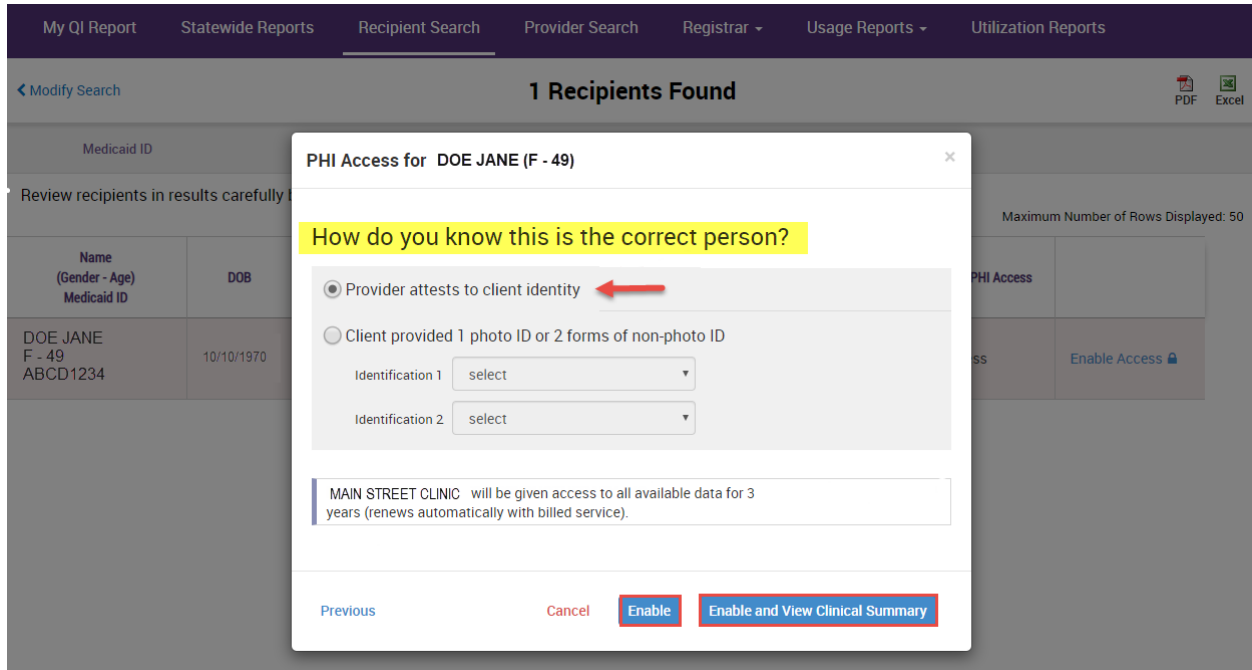 My QI Report Statewide Reports Recipient Search Provider Search Registrar Usage Reports Utilization Reports
Modify Search 1 Recipients Found PDF Excel
Medicaid ID
Review recipients in results carefully
Maximum Number of Rows Displayed: 50
Name
(Gender - Age)
Medicaid ID
DOB
PHI Access
DOE JANE
F - 49
ABCD1234
10/10/1970
Enable Access
PHI Access for DOE JANE (F - 49) ×
How do you know this is the correct person?
Provider attests to client identity
Client provided 1 photo ID or 2 forms of non-photo ID
Identification 1 select
Identification 2 select
MAIN STREET CLINIC will be given access to all available data for 3
years (renews automatically with billed service).
Previous Cancel Enable Enable and View Clinical Summary